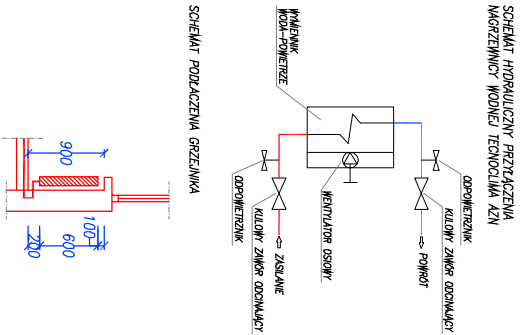 SCHEMAT HYDRAULICZNY PRZYŁĄCZENIA
NAGRZEWNICY WODNEJ TECNOCLIMA AZN
ODPOWIETRZNIK
KULOWY ZAWÓR ODCINAJĄCY
POWRÓT
WYMIENNIK
WODA-POWIETRZE
WENTYLATOR OSIOWY
ZASILANIE
KULOWY ZAWÓR ODCINAJĄCY
ODPOWIETRZNIK
SCHEMAT PODŁĄCZENIA GRZEJNIKA
900
100
600
200